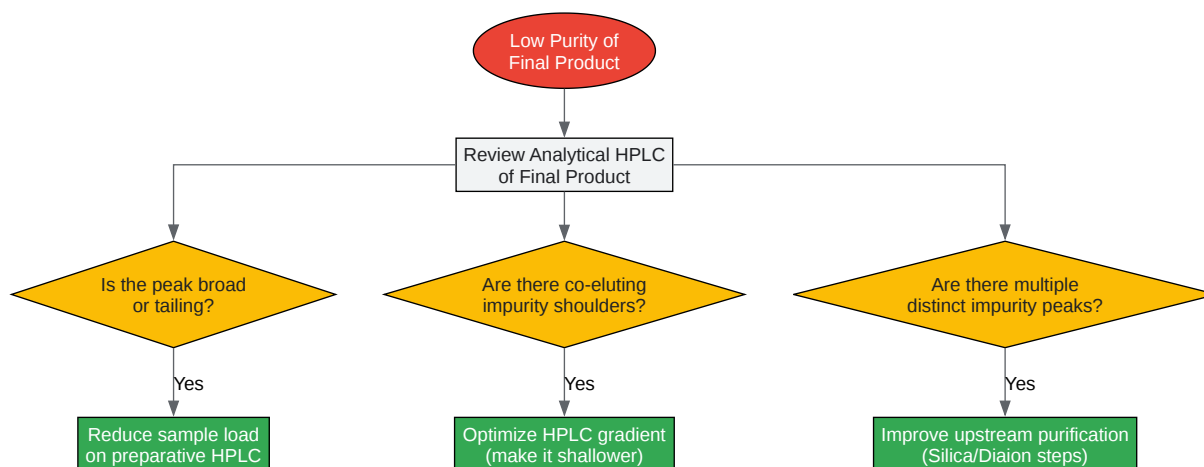 Low Purity of
Final Product
Review Analytical HPLC
of Final Product
Is the peak broad
or tailing?
Are there co-eluting
impurity shoulders?
Are there multiple
distinct impurity peaks?
Yes
Yes
Yes
Reduce sample load
on preparative HPLC
Optimize HPLC gradient
(make it shallower)
Improve upstream purification
(Silica/Diaion steps)